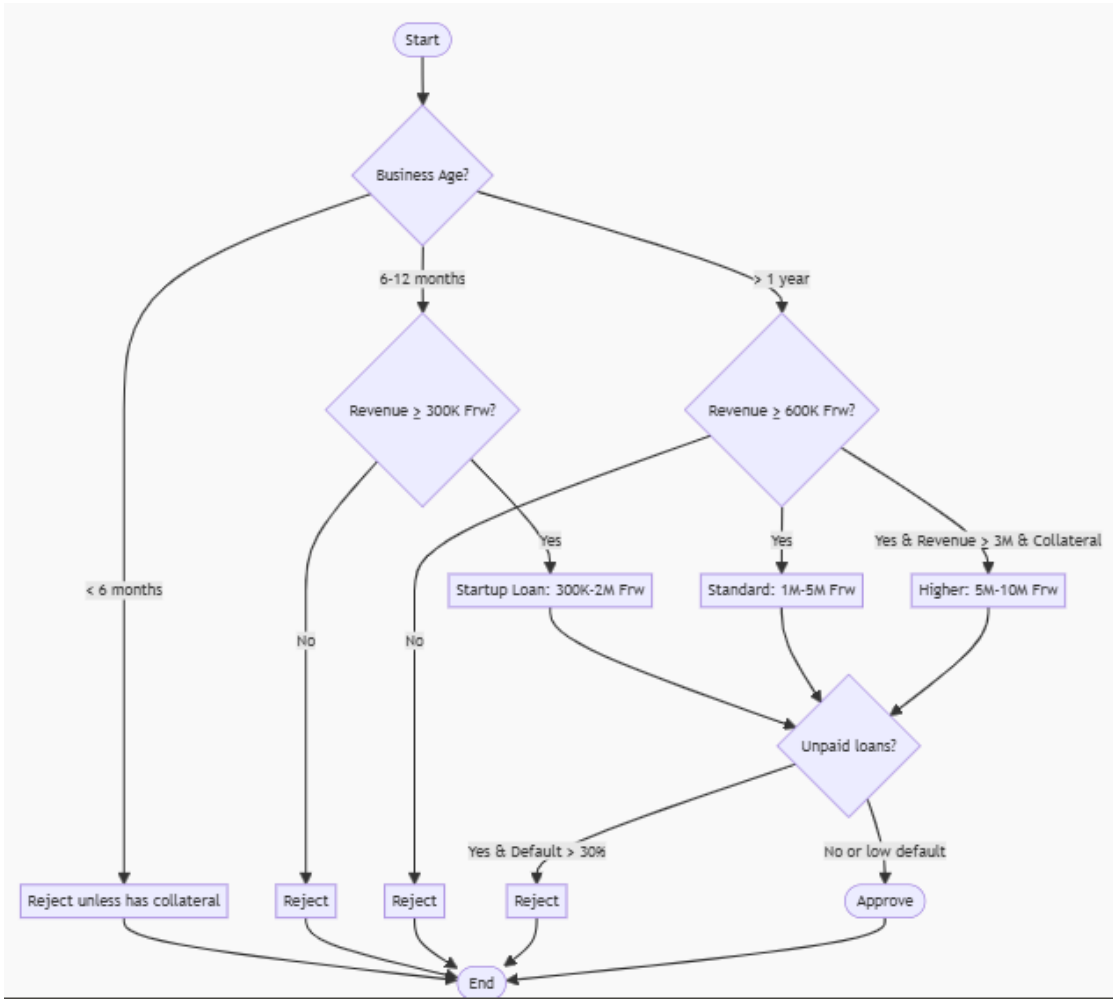 Start
Business Age?
6-12 months
> 1 year
Revenue ≥ 300K Frw?
Revenue ≥ 600K Frw?
Yes
Yes
Yes & Revenue ≥ 3M & Collateral
< 6 months
Startup Loan: 300K-2M Frw
Standard: 1M-5M Frw
Higher: 5M-10M Frw
No
No
Unpaid loans?
Yes & Default > 30%
No or low default
Reject unless has collateral
Reject
Reject
Reject
Approve
End